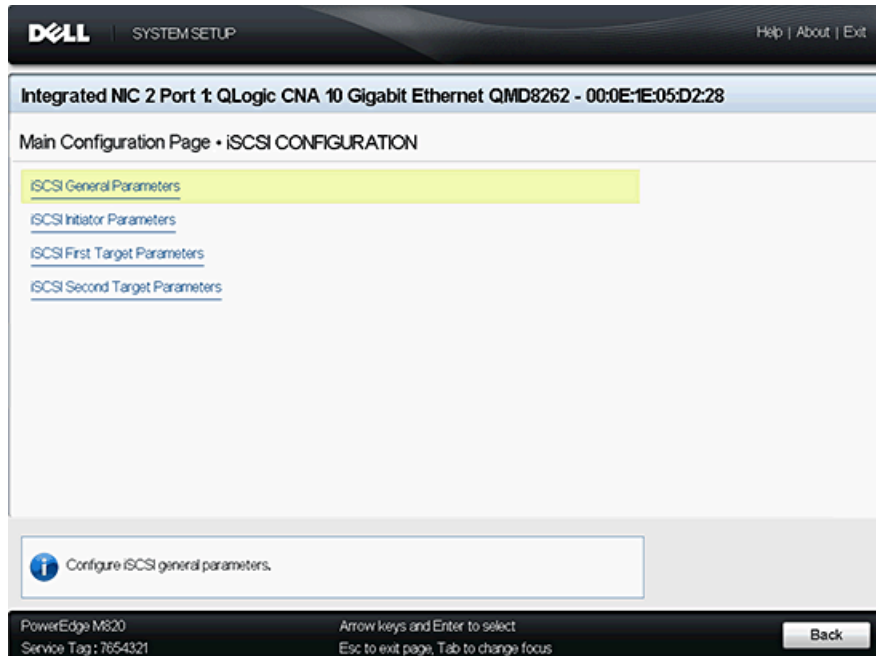 DELL SYSTEM SETUP Help | About | Exit
Integrated NIC 2 Port 1: QLogic CNA 10 Gigabit Ethernet QMD8262 - 00:0E:1E:05:D2:28
Main Configuration Page • iSCSI CONFIGURATION
iSCSI General Parameters
iSCSI Initiator Parameters
iSCSI First Target Parameters
iSCSI Second Target Parameters
Configure iSCSI general parameters.
PowerEdge M820 Arrow keys and Enter to select
Service Tag : 7654321 Esc to exit page, Tab to change focus
Back